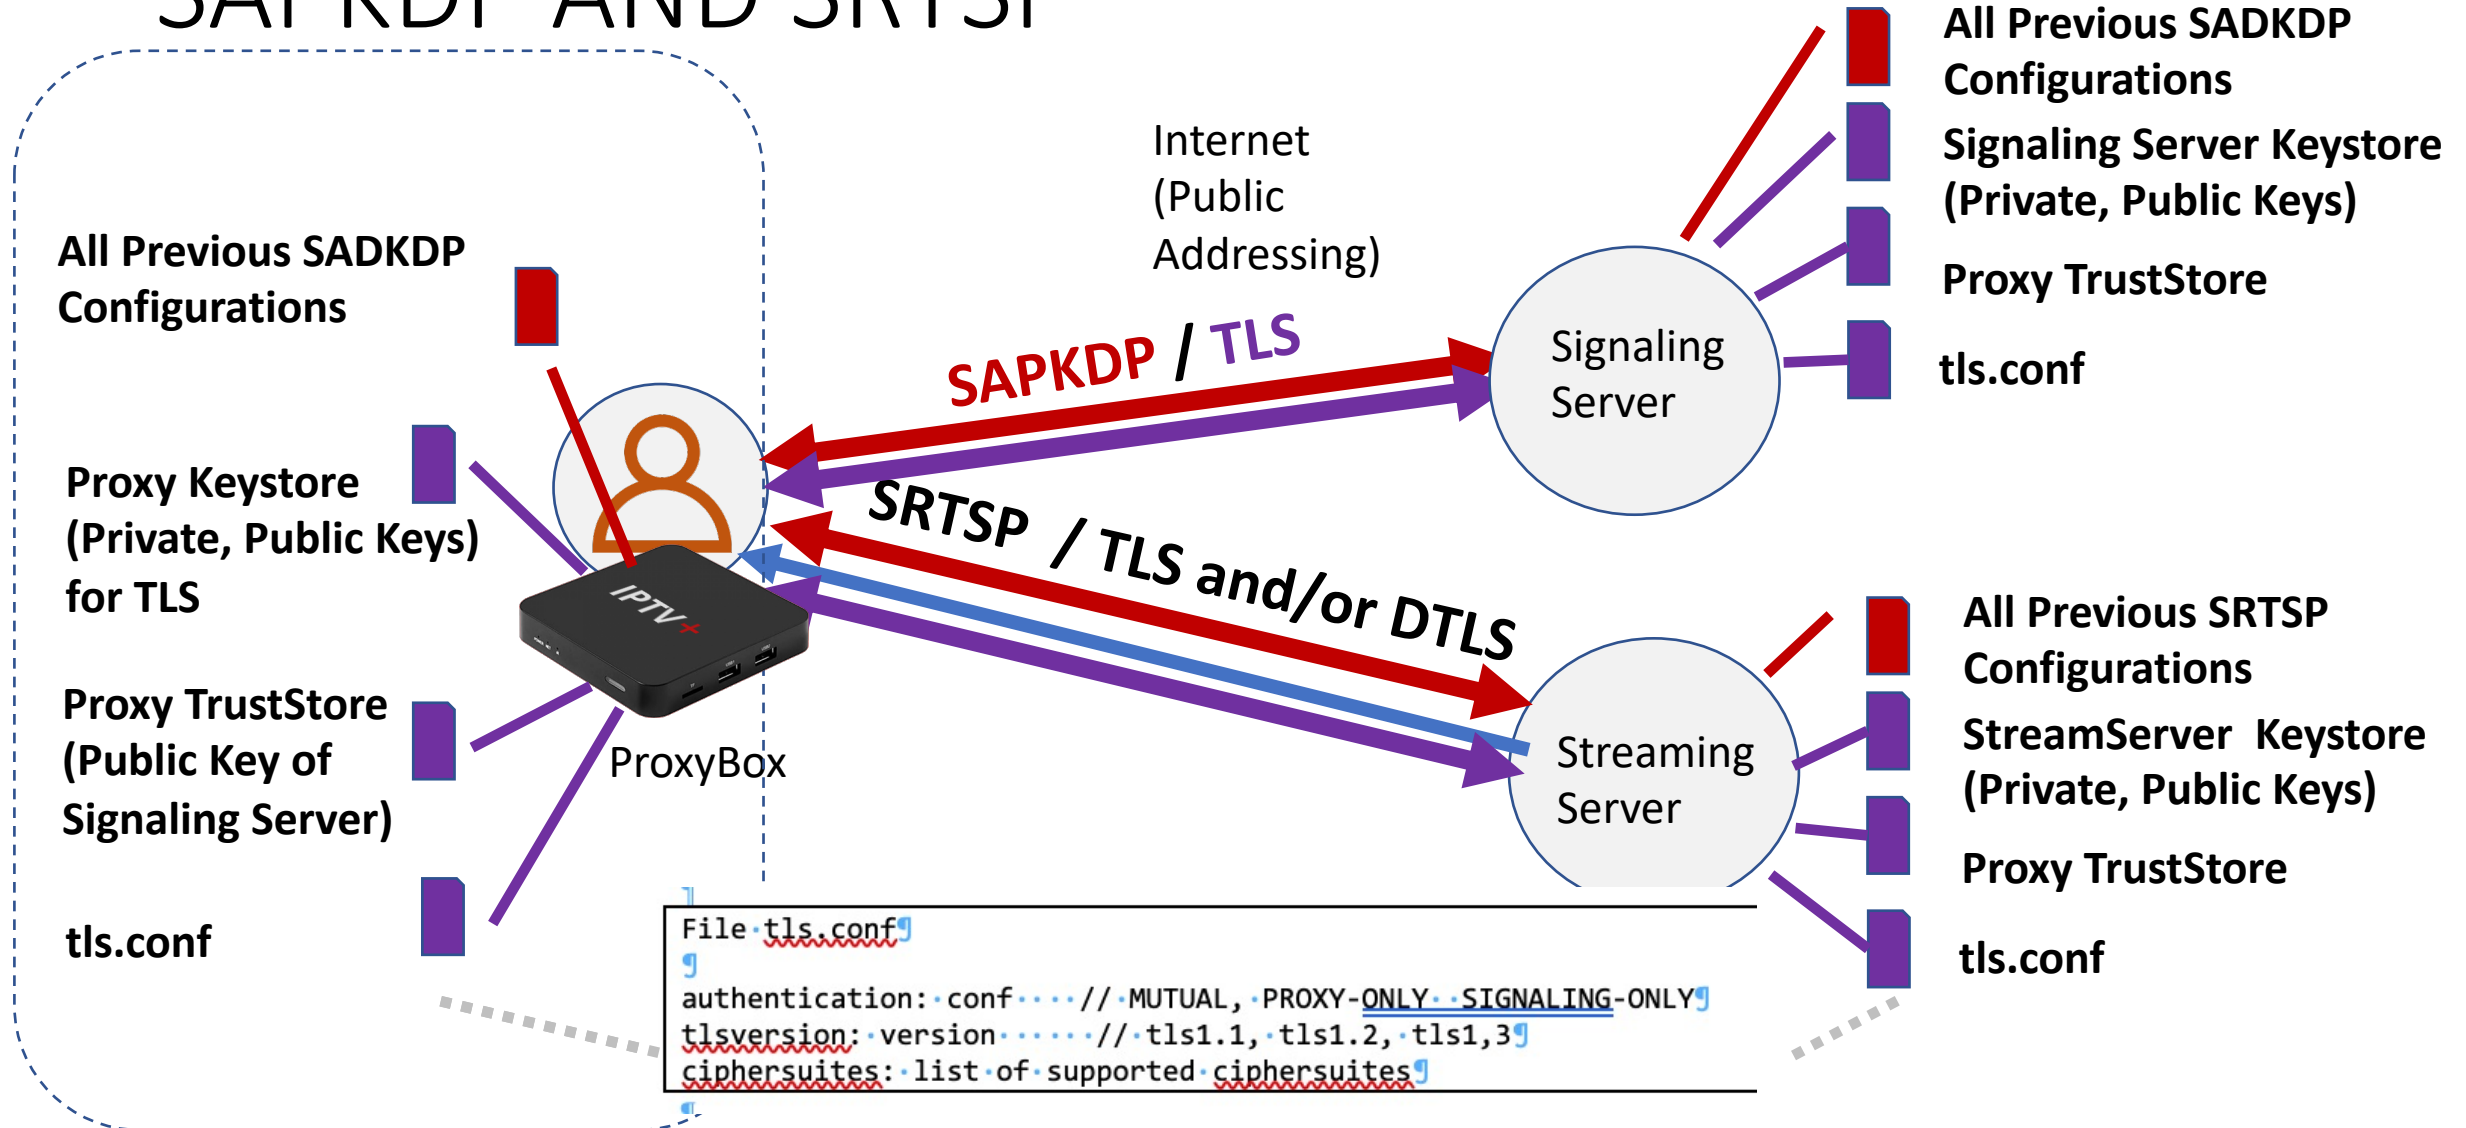 SAPKDP AND SRTSP
All Previous SADKDP
Configurations
Proxy Keystore
(Private, Public Keys)
for TLS
Proxy TrustStore
(Public Key of
Signaling Server)
tls.conf
IPTV+
ProxyBox
Internet
(Public
Addressing)
SAPKDP / TLS
SRTSP / TLS and/or DTLS
Signaling
Server
Streaming
Server
All Previous SADKDP
Configurations
Signaling Server Keystore
(Private, Public Keys)
Proxy TrustStore
tls.conf
All Previous SRTSP
Configurations
StreamServer Keystore
(Private, Public Keys)
Proxy TrustStore
tls.conf
¶
File·tls.conf¶
¶
authentication:·conf····//·MUTUAL,·PROXY-ONLY··SIGNALING-ONLY¶
tlsversion:·version······//·tls1.1,·tls1.2,·tls1,3¶
ciphersuites:·list·of·supported·ciphersuites¶
¶